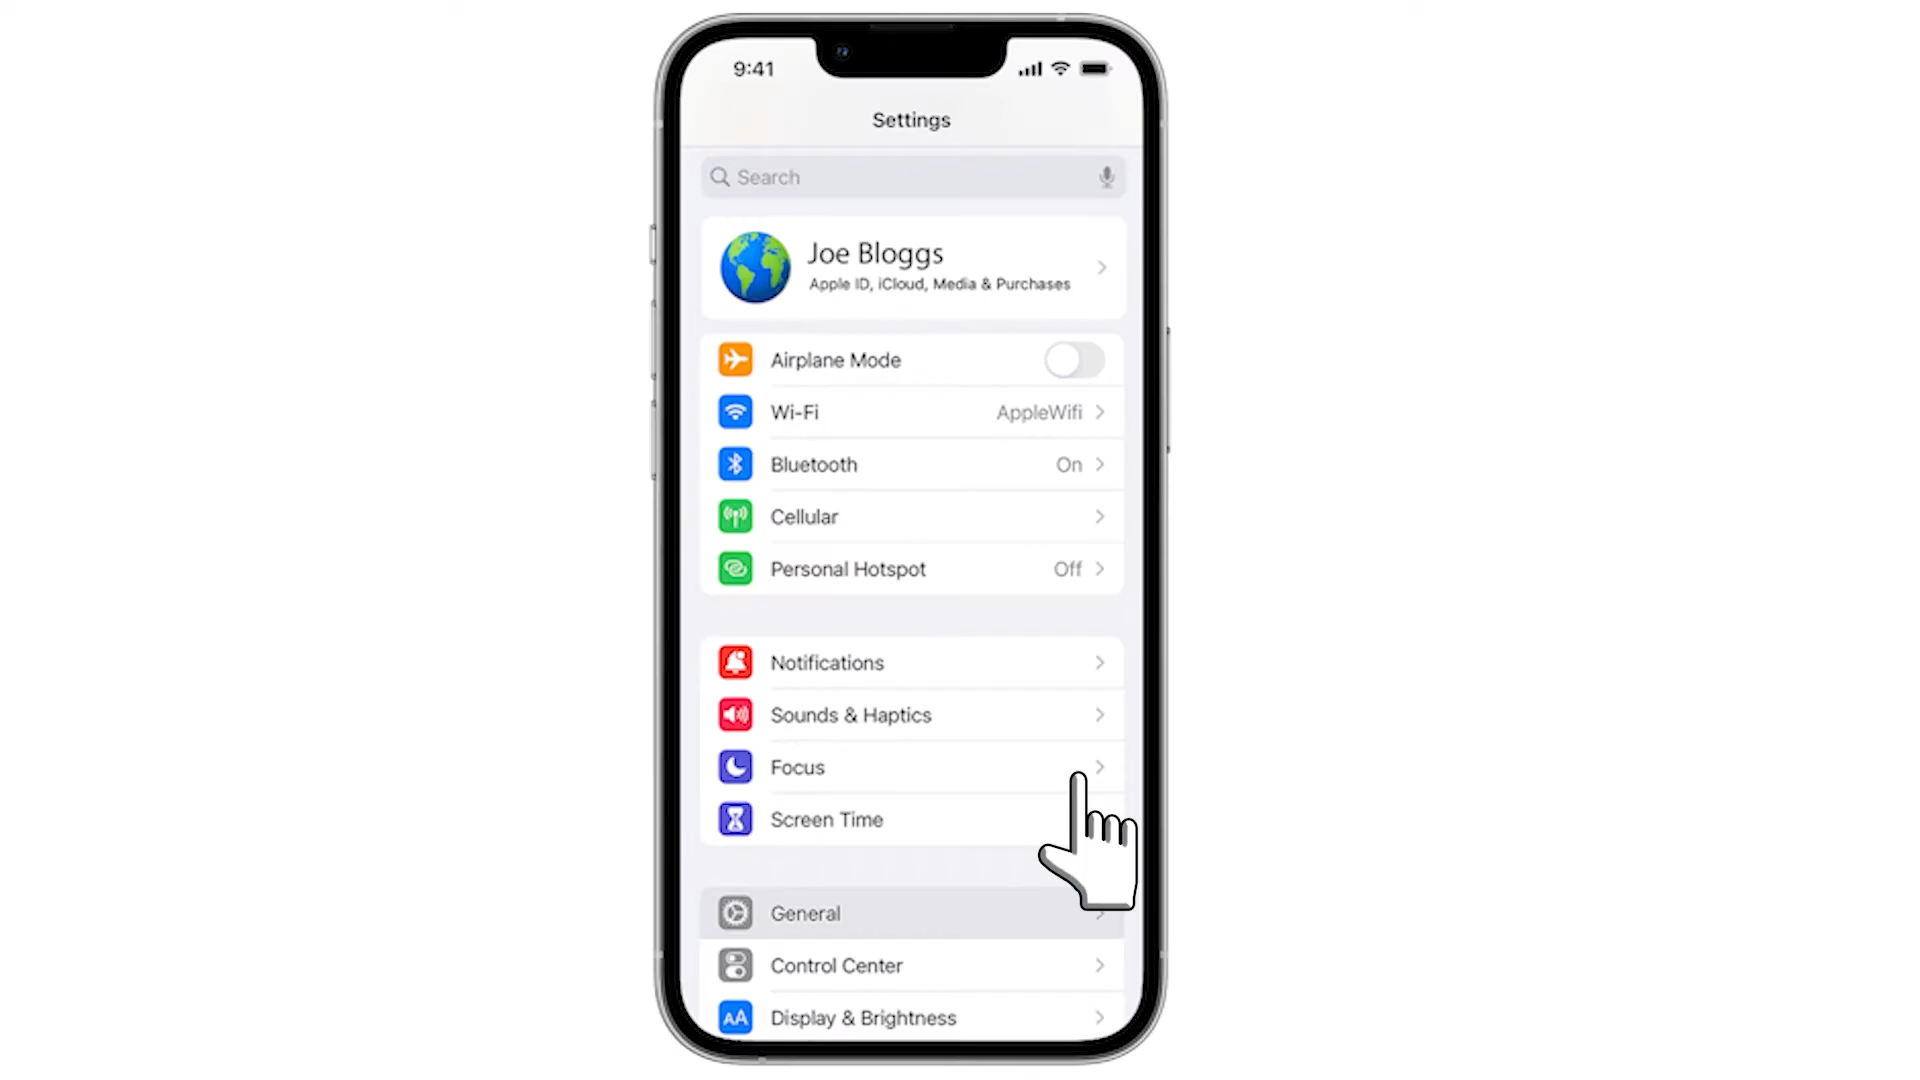 9:41
Settings
Search
Joe Bloggs
Apple ID, iCloud, Media & Purchases
Airplane Mode
Wi-Fi AppleWifi
Bluetooth On
Cellular
Personal Hotspot Off
Notifications
Sounds & Haptics
Focus
Screen Time
General
Control Center
AA Display & Brightness